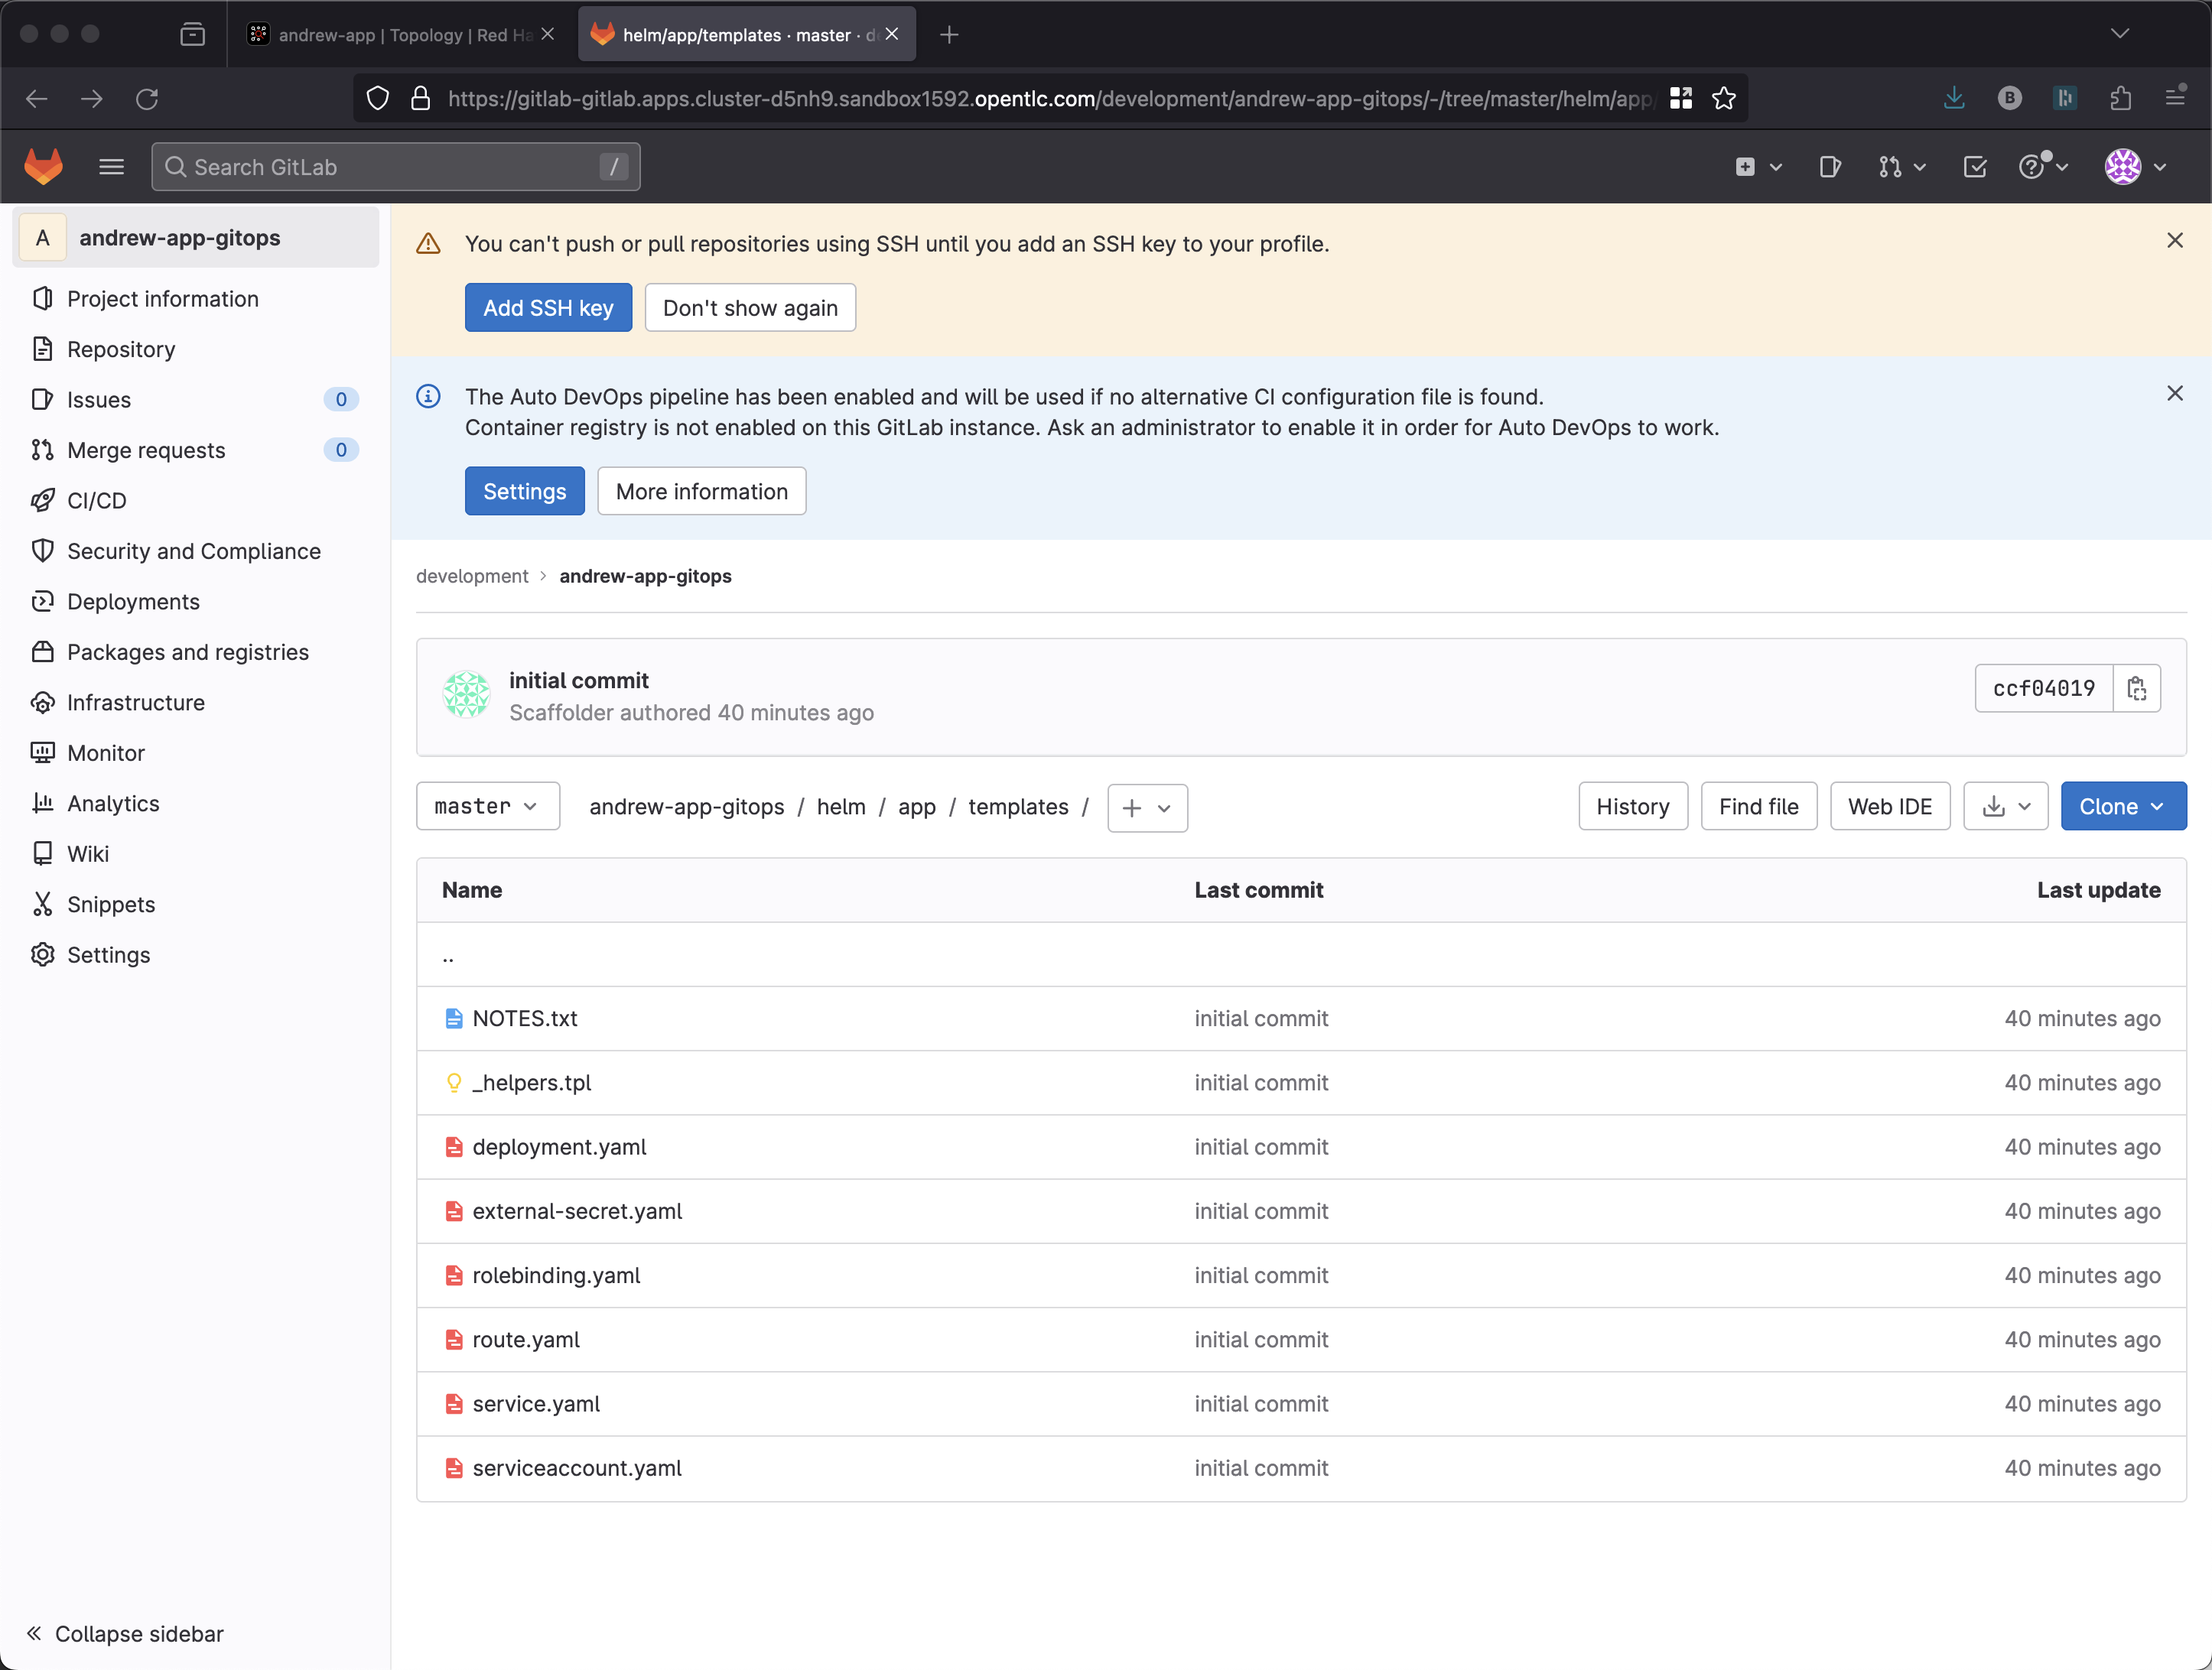 andrew-app | Topology | Red Ha
helm/app/templates · master · de
https://gitlab-gitlab.apps.cluster-d5nh9.sandbox1592.opentlc.com/development/andrew-app-gitops/-/tree/master/helm/app/
B
Search GitLab
/
A
andrew-app-gitops
Project information
Repository
Issues 0
Merge requests 0
CI/CD
Security and Compliance
Deployments
Packages and registries
Infrastructure
Monitor
Analytics
Wiki
Snippets
Settings
Collapse sidebar
You can't push or pull repositories using SSH until you add an SSH key to your profile.
Add SSH key Don't show again
The Auto DevOps pipeline has been enabled and will be used if no alternative CI configuration file is found.
Container registry is not enabled on this GitLab instance. Ask an administrator to enable it in order for Auto DevOps to work.
Settings More information
development > andrew-app-gitops
initial commit
Scaffolder authored 40 minutes ago
ccf04019
master andrew-app-gitops / helm / app / templates / + History Find file Web IDE Clone
Name Last commit Last update
..
NOTES.txt initial commit 40 minutes ago
_helpers.tpl initial commit 40 minutes ago
deployment.yaml initial commit 40 minutes ago
external-secret.yaml initial commit 40 minutes ago
rolebinding.yaml initial commit 40 minutes ago
route.yaml initial commit 40 minutes ago
service.yaml initial commit 40 minutes ago
serviceaccount.yaml initial commit 40 minutes ago